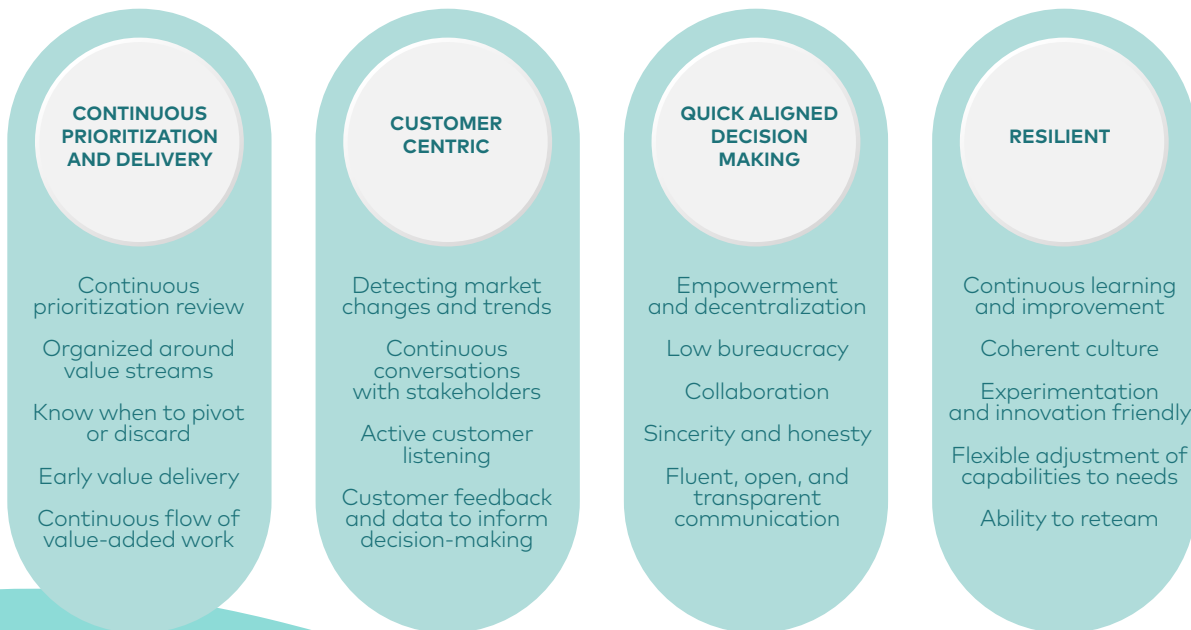 CONTINUOUS
PRIORITIZATION
AND DELIVERY
Continuous
prioritization review
Organized around
value streams
Know when to pivot
or discard
Early value delivery
Continuous flow of
value-added work
CUSTOMER
CENTRIC
Detecting market
changes and trends
Continuous
conversations
with stakeholders
Active customer
listening
Customer feedback
and data to inform
decision-making
QUICK ALIGNED
DECISION
MAKING
Empowerment
and decentralization
Low bureaucracy
Collaboration
Sincerity and honesty
Fluent, open, and
transparent
communication
RESILIENT
Continuous learning
and improvement
Coherent culture
Experimentation
and innovation friendly
Flexible adjustment of
capabilities to needs
Ability to reteam